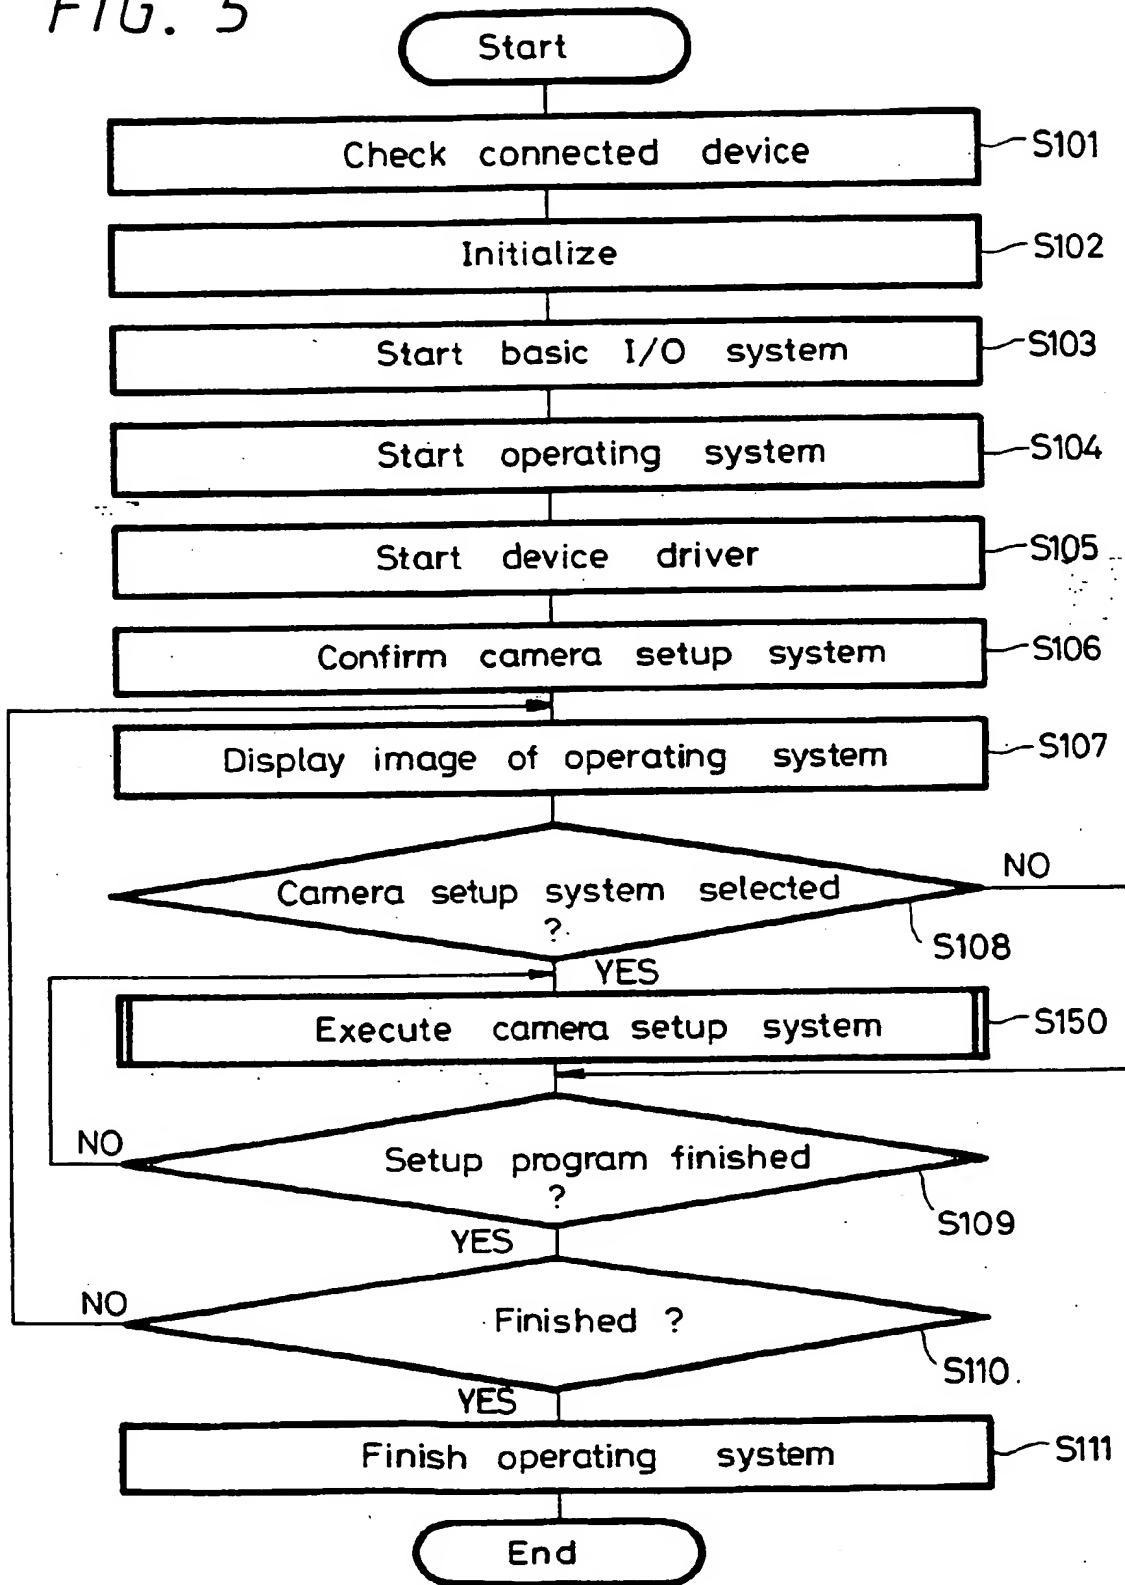 FIG. 5
Start
Check connected device
S101
Initialize
S102
Start basic I/O system
S103
Start operating system
S104
Start device driver
S105
Confirm camera setup system
S106
Display image of operating system
S107
Camera setup system selected
?
NO
S108
YES
Execute camera setup system
S150
NO
Setup program finished
?
S109
YES
NO
Finished ?
S110
YES
Finish operating system
S111
End